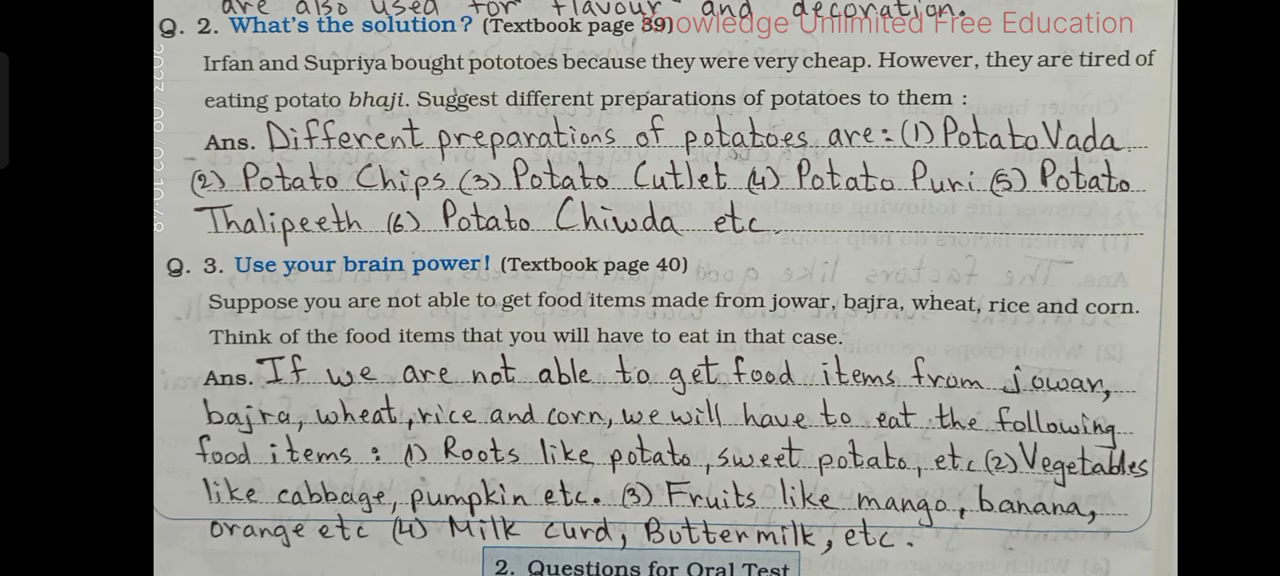 are also used for flavour and decoration.
Q. 2. What's the solution? (Textbook page 39)
owledge Unlimited Free Education
Irfan and Supriya bought pototoes because they were very cheap. However, they are tired of
eating potato bhaji. Suggest different preparations of potatoes to them :
Ans. Different preparations of potatoes are: (1) Potato Vada
(2) Potato Chips (3) Potato Cutlet (4) Potato Puri (5) Potato
Thalipeeth (6) Potato Chiwda etc
Q. 3. Use your brain power! (Textbook page 40)
Suppose you are not able to get food items made from jowar, bajra, wheat, rice and corn.
Think of the food items that you will have to eat in that case.
Ans. If we are not able to get food items from jowar,
bajra, wheat, rice and corn, we will have to eat the following
food items : (1) Roots like potato, sweet potato, etc (2) Vegetables
like cabbage, pumpkin etc. (3) Fruits like mango, banana,
orange etc (4) Milk curd, Buttermilk, etc.
2. Questions for Oral Test